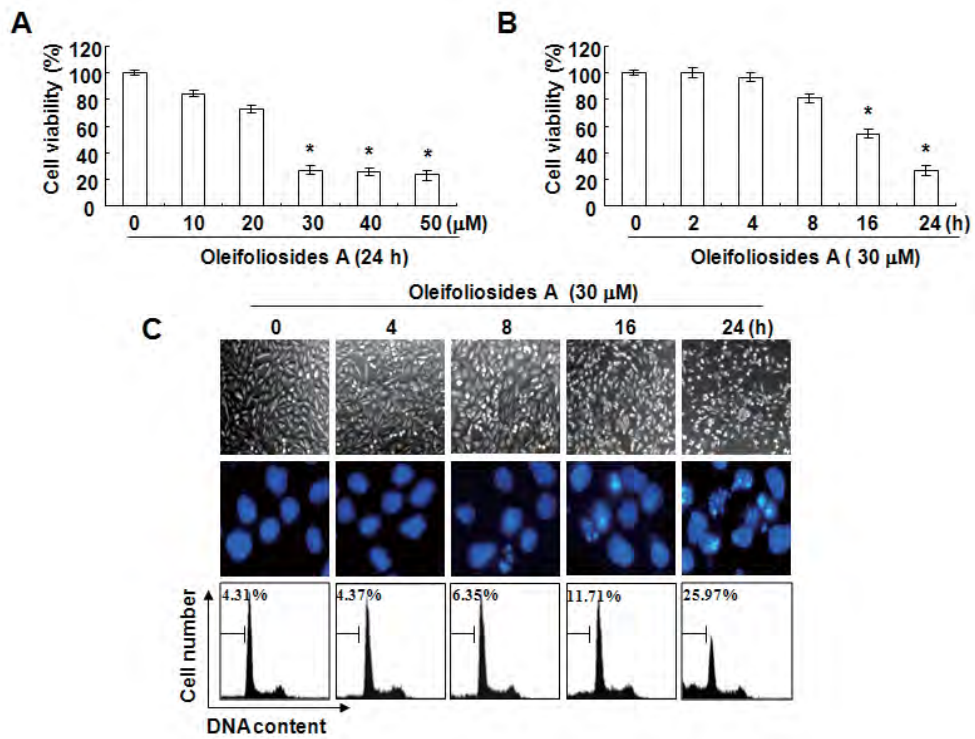 A
Cell viability (%)
120
100
80
60
40
20
0
0 10 20 30 40 50 (μM)
* * *
Oleifoliosides A (24 h)
B
Cell viability (%)
120
100
80
60
40
20
0
0 2 4 8 16 24 (h)
* *
Oleifoliosides A ( 30 μM)
Oleifoliosides A (30 μM)
C
0 4 8 16 24 (h)
4.31% 4.37% 6.35% 11.71% 25.97%
Cell number
DNA content